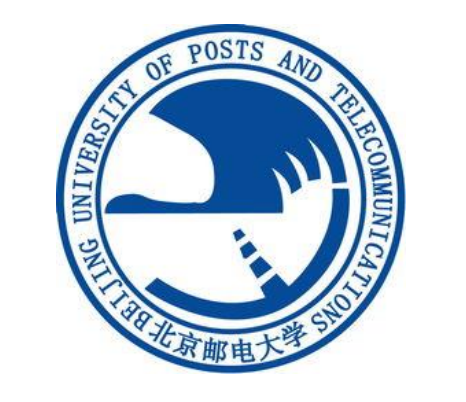 BEIJING UNIVERSITY OF POSTS AND TELECOMMUNICATIONS
北京邮电大学